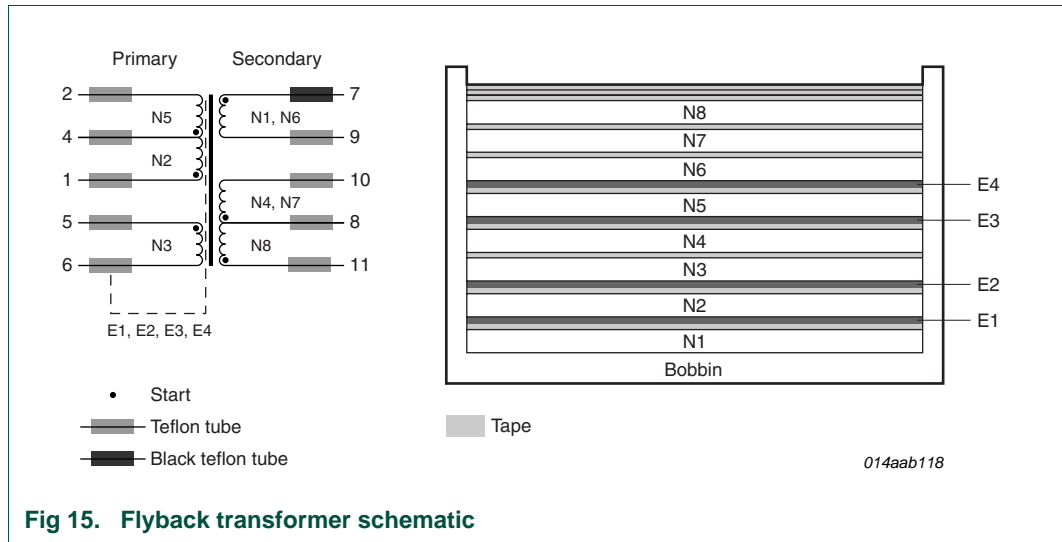 Primary
Secondary
2
N5
4
N2
1
5
N3
6
E1, E2, E3, E4
7
N1, N6
9
10
N4, N7
8
N8
11
N8
N7
N6
E4
N5
E3
N4
N3
E2
N2
E1
N1
Bobbin
Start
Teflon tube
Black teflon tube
Tape
014aab118
Fig 15. Flyback transformer schematic